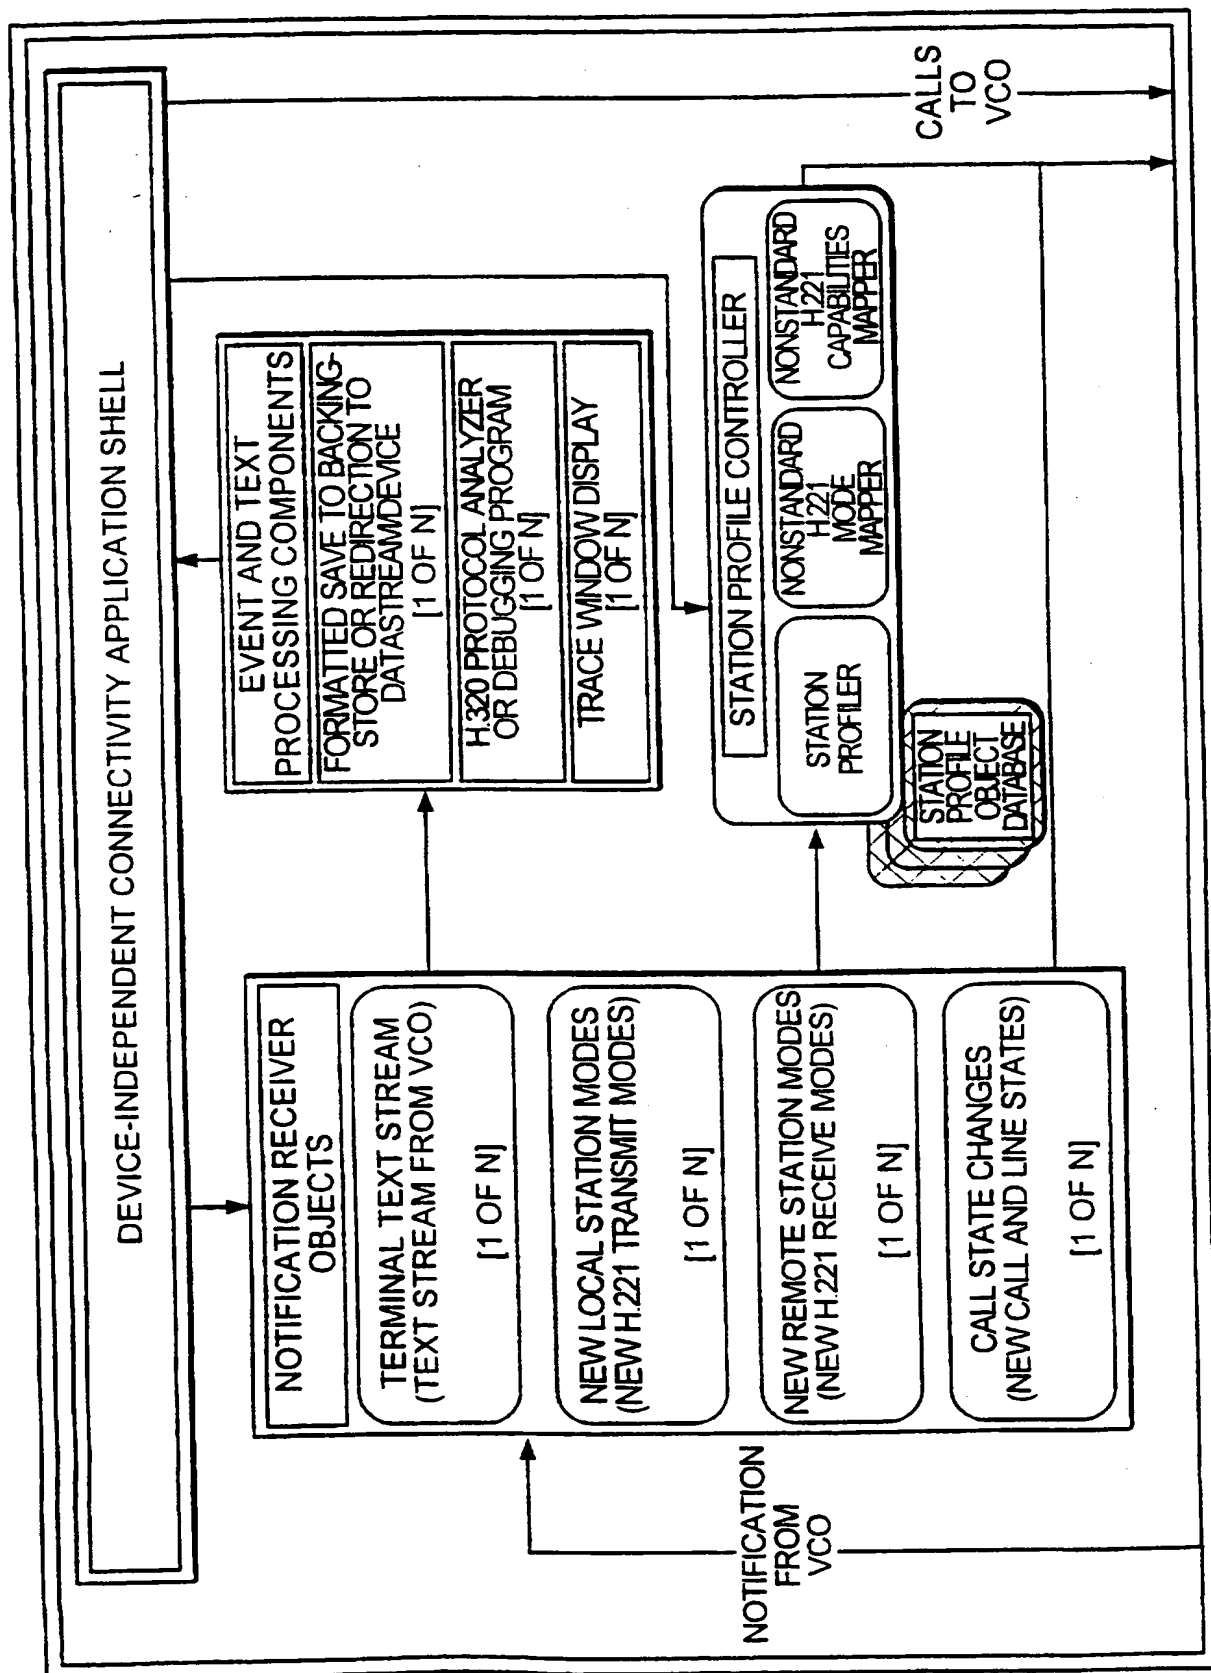 DEVICE-INDEPENDENT CONNECTIVITY APPLICATION SHELL
NOTIFICATION RECEIVER
OBJECTS
TERMINAL TEXT STREAM
(TEXT STREAM FROM VCO)
[1 OF N]
NEW LOCAL STATION MODES
(NEW H.221 TRANSMIT MODES)
[1 OF N]
NEW REMOTE STATION MODES
(NEW H.221 RECEIVE MODES)
[1 OF N]
CALL STATE CHANGES
(NEW CALL AND LINE STATES)
[1 OF N]
NOTIFICATION
FROM
VCO
EVENT AND TEXT
PROCESSING COMPONENTS
FORMATTED SAVE TO BACKING-
STORE OR REDIRECTION TO
DATASTREAM/DEVICE
[1 OF N]
H.320 PROTOCOL ANALYZER
OR DEBUGGING PROGRAM
[1 OF N]
TRACE WINDOW DISPLAY
[1 OF N]
STATION PROFILE CONTROLLER
STATION
PROFILER
NONSTANDARD
H221
MODE
MAPPER
NONSTANDARD
H221
CAPABILITIES
MAPPER
STATION
PROFILE
OBJECT
DATABASE
CALLS
TO
VCO